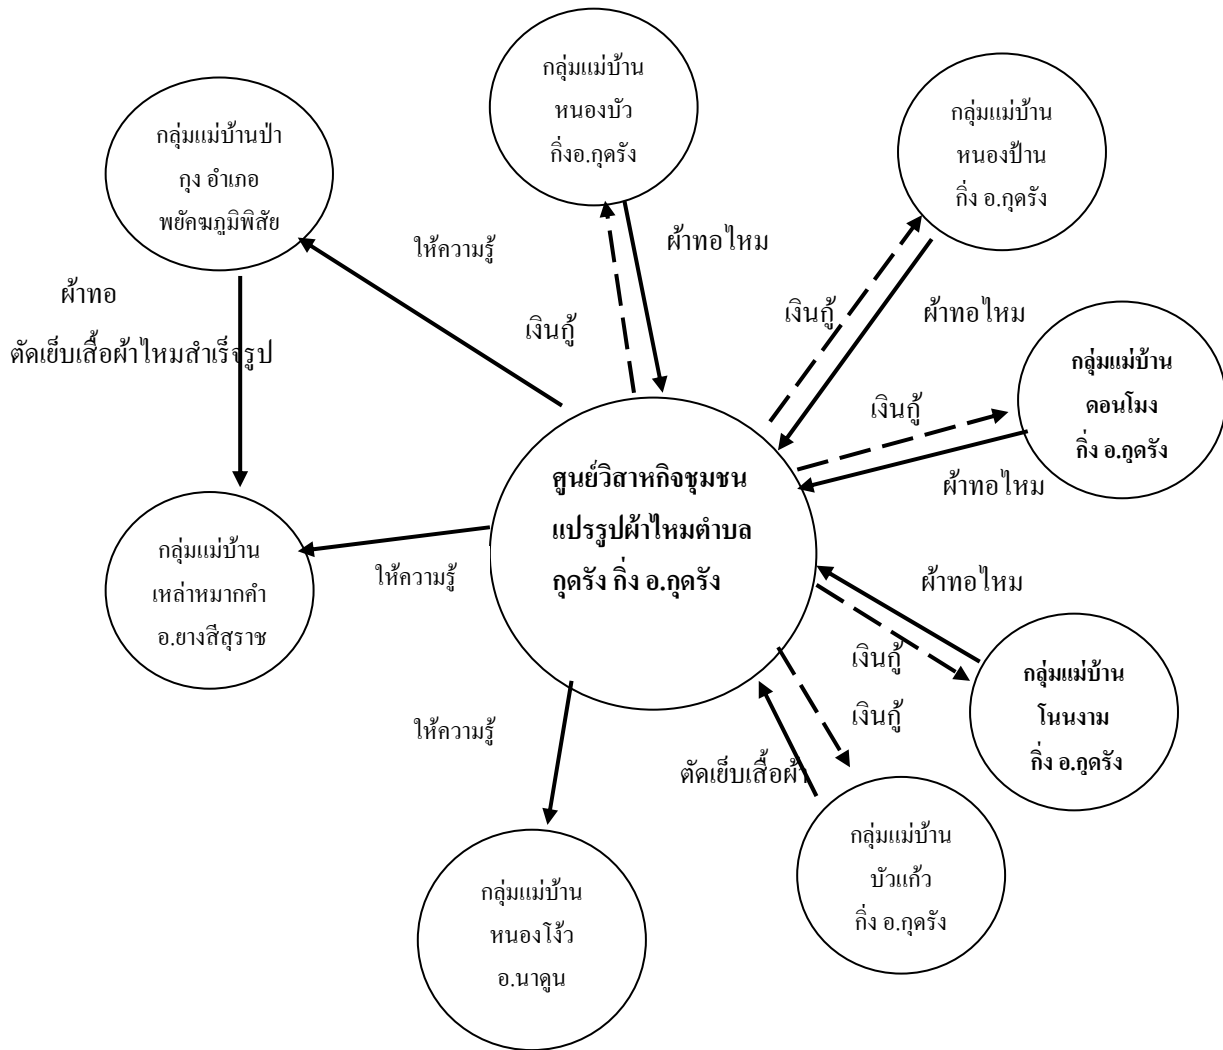 กลุ่มแม่บ้าน
หนองบัว
กิ่งอ.กุดรัง
กลุ่มแม่บ้าน
หนองป้าน
กิ่ง อ.กุดรัง
กลุ่มแม่บ้านป่า
กุง อำเภอ
พยัคฆภูมิพิสัย
ให้ความรู้
ผ้าทอไหม
ผ้าทอ
เงินกู้
เงินกู้
ผ้าทอไหม
ตัดเย็บเสื้อผ้าไหมสำเร็จรูป
กลุ่มแม่บ้าน
ดอนโมง
กิ่ง อ.กุดรัง
เงินกู้
ผ้าทอไหม
ศูนย์วิสาหกิจชุมชน
แปรรูปผ้าไหมตำบล
กุดรัง กิ่ง อ.กุดรัง
กลุ่มแม่บ้าน
เหล่าหมากคำ
อ.ยางสีสุราช
ให้ความรู้
ผ้าทอไหม
เงินกู้
กลุ่มแม่บ้าน
โนนงาม
กิ่ง อ.กุดรัง
เงินกู้
ให้ความรู้
ตัดเย็บเสื้อผ้า
กลุ่มแม่บ้าน
บัวแก้ว
กิ่ง อ.กุดรัง
กลุ่มแม่บ้าน
หนองโง้ว
อ.นาดูน